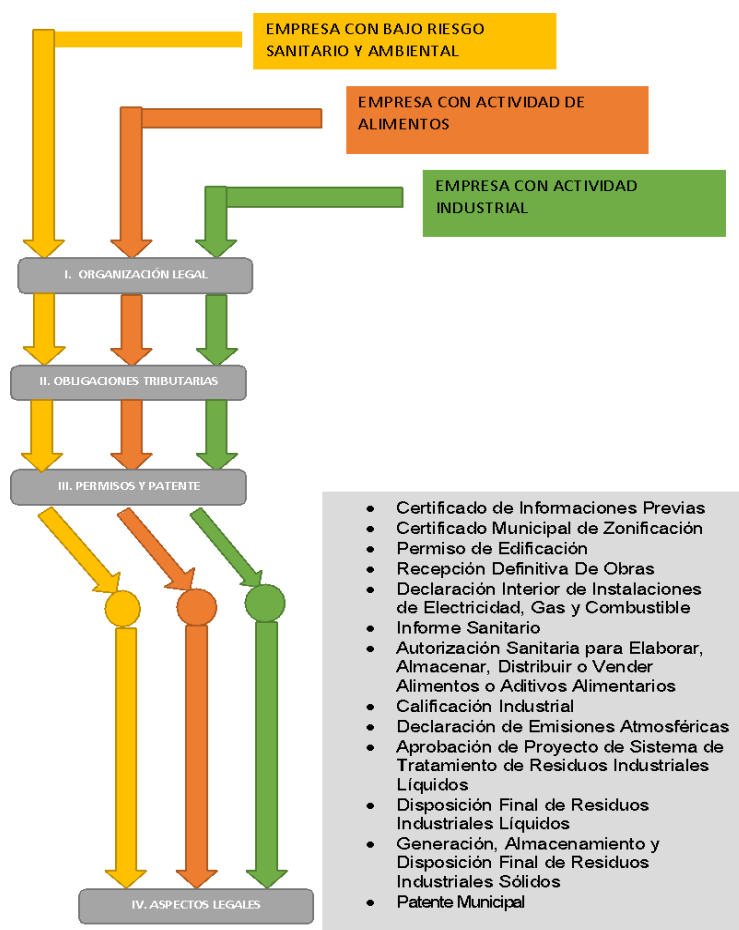 EMPRESA CON BAJO RIESGO
SANITARIO Y AMBIENTAL
EMPRESA CON ACTIVIDAD DE
ALIMENTOS
EMPRESA CON ACTIVIDAD
INDUSTRIAL
I. ORGANIZACIÓN LEGAL
II. OBLIGACIONES TRIBUTARIAS
III. PERMISOS Y PATENTE
• Certificado de Informaciones Previas
• Certificado Municipal de Zonificación
• Permiso de Edificación
• Recepción Definitiva De Obras
• Declaración Interior de Instalaciones
de Electricidad, Gas y Combustible
• Informe Sanitario
• Autorización Sanitaria para Elaborar,
Almacenar, Distribuir o Vender
Alimentos o Aditivos Alimentarios
• Calificación Industrial
• Declaración de Emisiones Atmosféricas
• Aprobación de Proyecto de Sistema de
Tratamiento de Residuos Industriales
Líquidos
• Disposición Final de Residuos
Industriales Líquidos
• Generación, Almacenamiento y
Disposición Final de Residuos
Industriales Sólidos
• Patente Municipal
IV. ASPECTOS LEGALES